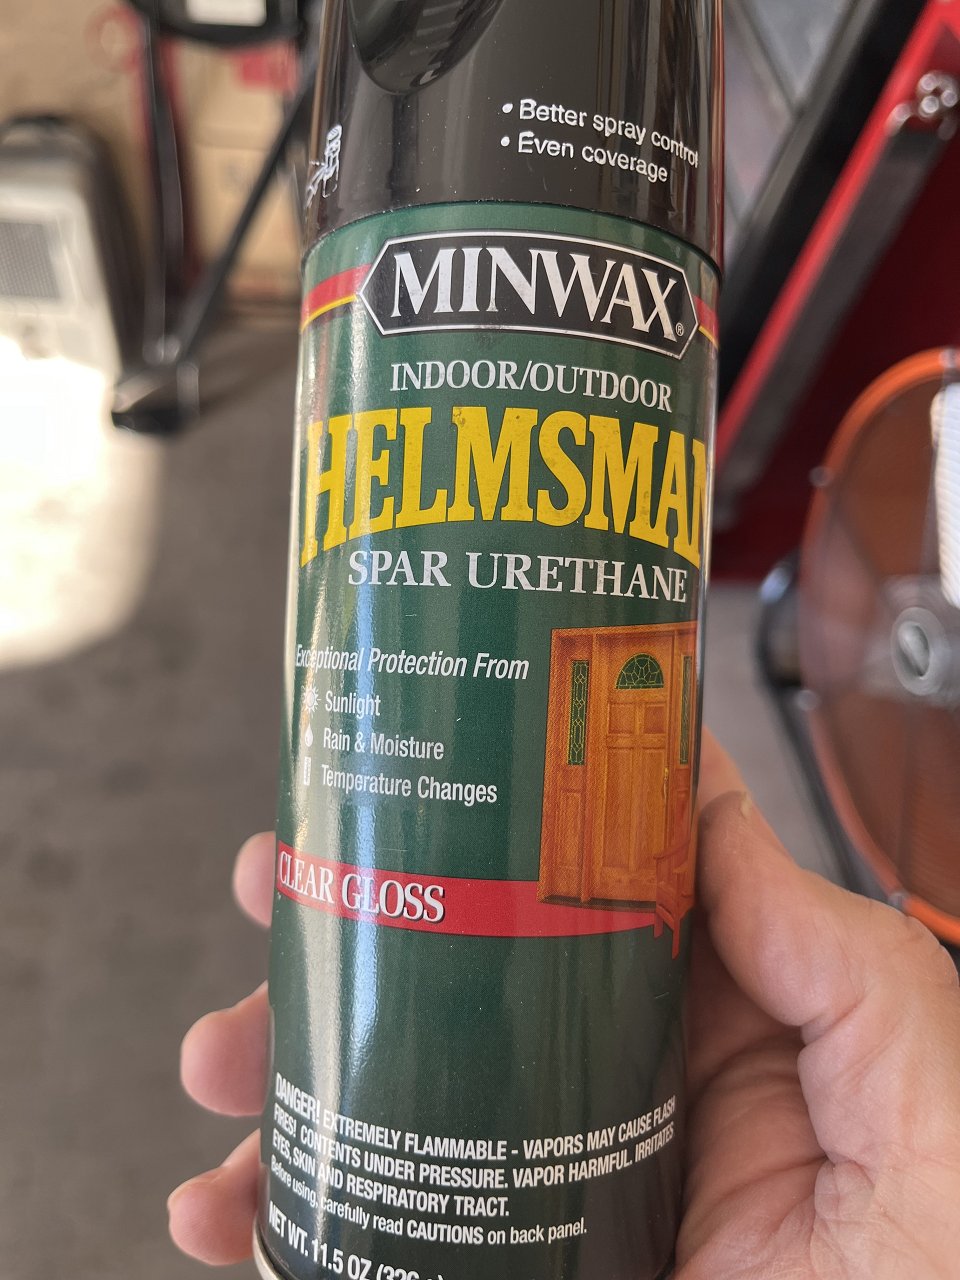 • Better spray control
• Even coverage
MINWAX®
INDOOR/OUTDOOR
HELMSMAN
SPAR URETHANE
Exceptional Protection From
Sunlight
Rain & Moisture
Temperature Changes
CLEAR GLOSS
DANGER! EXTREMELY FLAMMABLE - VAPORS MAY CAUSE FLASH
FIRES! CONTENTS UNDER PRESSURE. VAPOR HARMFUL. IRRITATES
EYES, SKIN AND RESPIRATORY TRACT.
Before using, carefully read CAUTIONS on back panel.
NET WT. 11.5 OZ (326